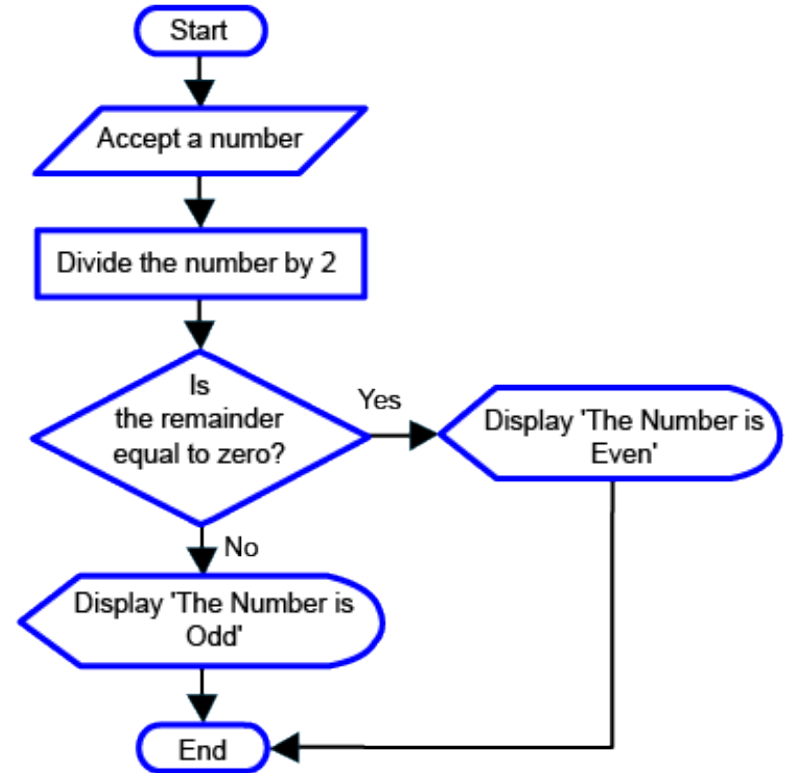 Start
Accept a number
Divide the number by 2
Is
the remainder
equal to zero?
Yes
Display 'The Number is
Even'
No
Display 'The Number is
Odd'
End